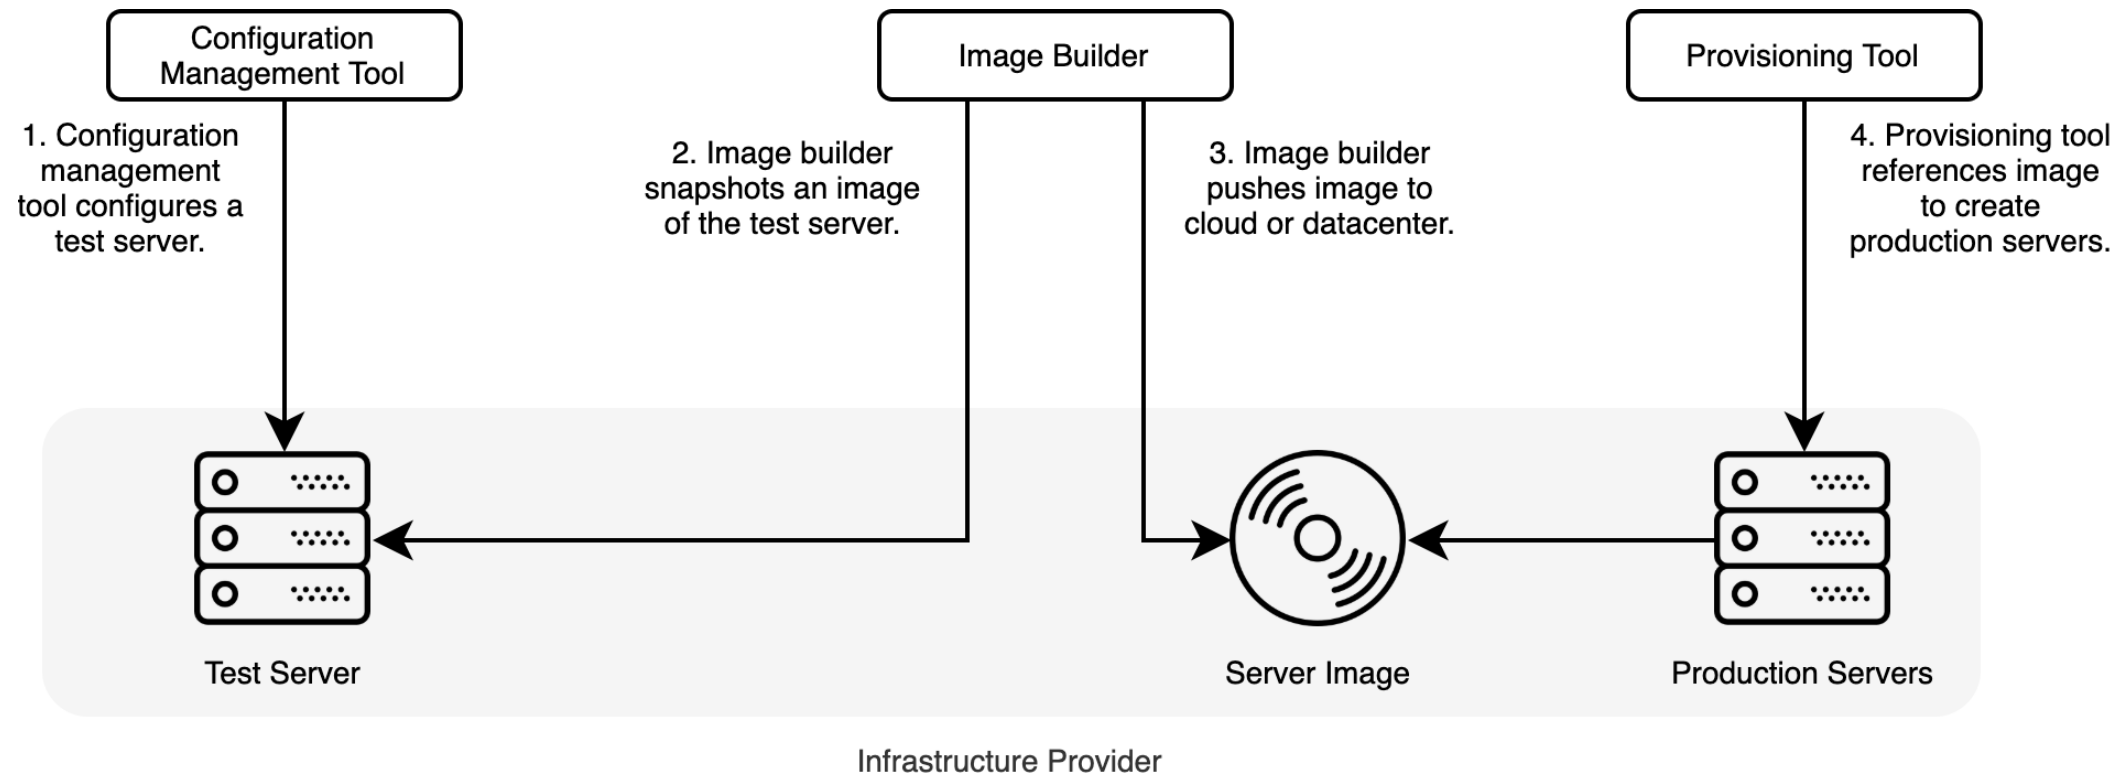 Configuration
Management Tool
Image Builder
Provisioning Tool
1. Configuration
management
tool configures a
test server.
2. Image builder
snapshots an image
of the test server.
3. Image builder
pushes image to
cloud or datacenter.
4. Provisioning tool
references image
to create
production servers.
Test Server
Server Image
Production Servers
Infrastructure Provider